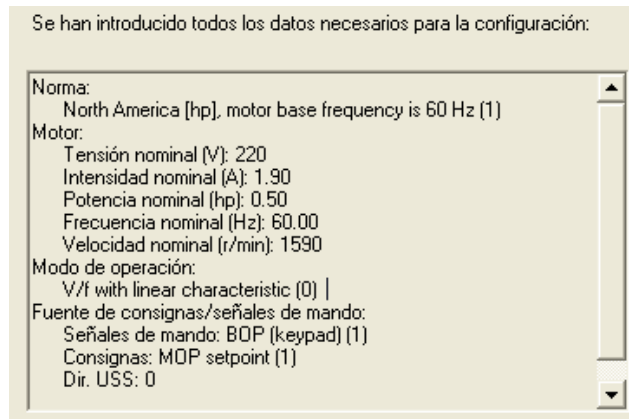 Se han introducido todos los datos necesarios para la configuración:
Norma:
North America [hp], motor base frequency is 60 Hz (1)
Motor:
Tensión nominal (V): 220
Intensidad nominal (A): 1.90
Potencia nominal (hp): 0.50
Frecuencia nominal (Hz): 60.00
Velocidad nominal (r/min): 1590
Modo de operación:
V/f with linear characteristic (0)
Fuente de consignas/señales de mando:
Señales de mando: BOP (keypad) (1)
Consignas: MOP setpoint (1)
Dir. USS: 0